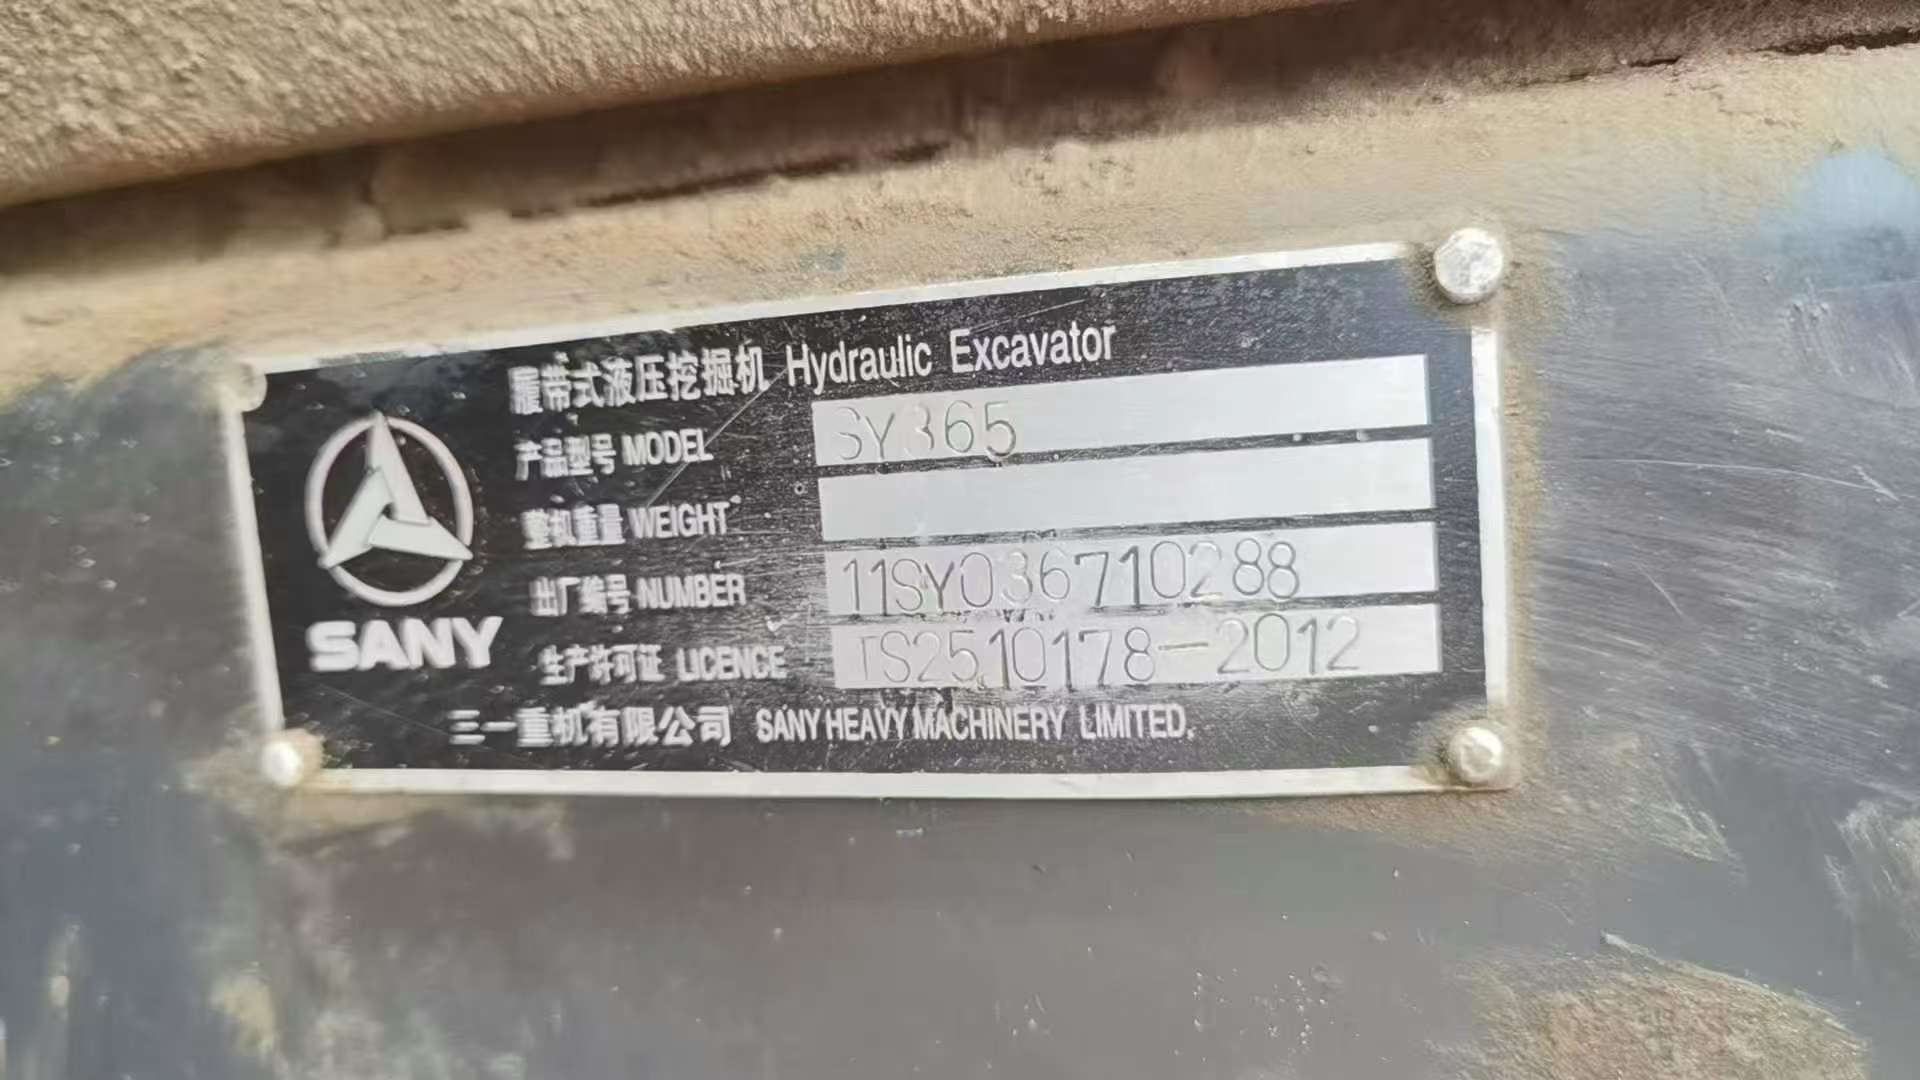 履带式液压挖掘机 Hydraulic Excavator
产品型号 MODEL SY365
整机重量 WEIGHT
出厂编号 NUMBER 11SY036710288
生产许可证 LICENCE TS2510178-2012
SANY
三一重机有限公司 SANY HEAVY MACHINERY LIMITED.